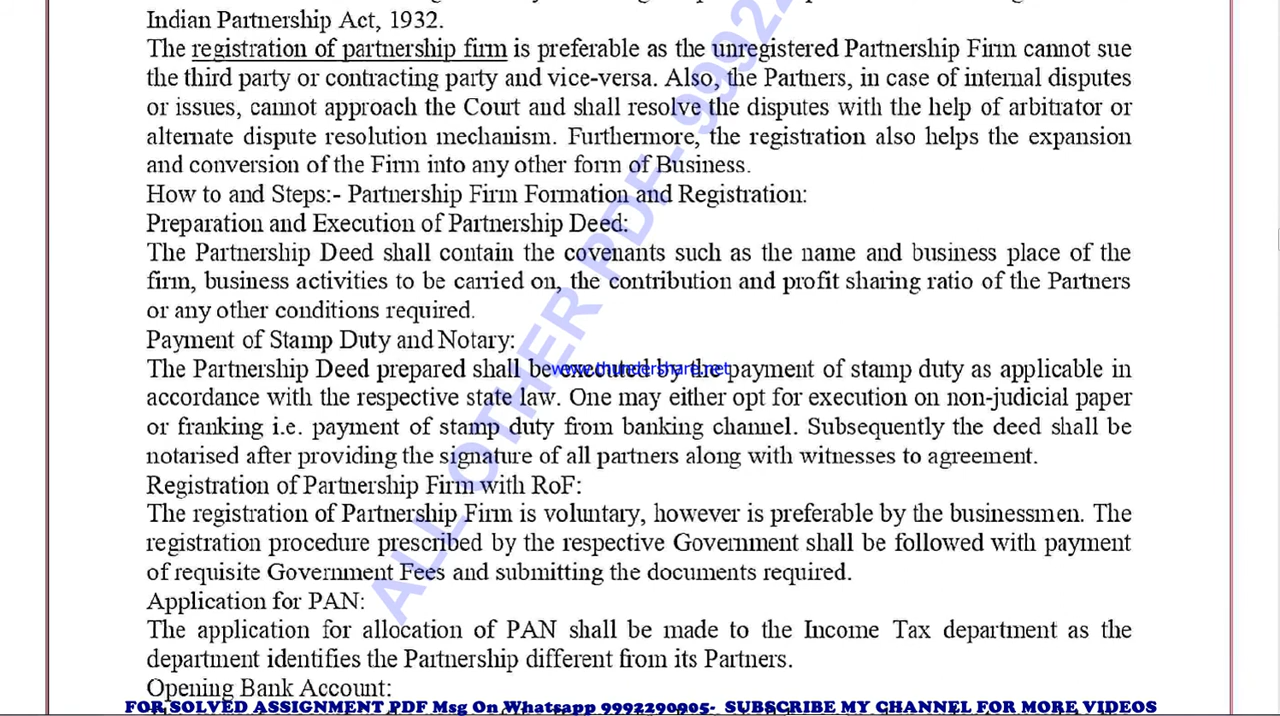 Indian Partnership Act, 1932.
The registration of partnership firm is preferable as the unregistered Partnership Firm cannot sue
the third party or contracting party and vice-versa. Also, the Partners, in case of internal disputes
or issues, cannot approach the Court and shall resolve the disputes with the help of arbitrator or
alternate dispute resolution mechanism. Furthermore, the registration also helps the expansion
and conversion of the Firm into any other form of Business.
How to and Steps:- Partnership Firm Formation and Registration:
Preparation and Execution of Partnership Deed:
The Partnership Deed shall contain the covenants such as the name and business place of the
firm, business activities to be carried on, the contribution and profit sharing ratio of the Partners
or any other conditions required.
Payment of Stamp Duty and Notary:
The Partnership Deed prepared shall be executed by the payment of stamp duty as applicable in
www.thundershare.net
accordance with the respective state law. One may either opt for execution on non-judicial paper
or franking i.e. payment of stamp duty from banking channel. Subsequently the deed shall be
notarised after providing the signature of all partners along with witnesses to agreement.
Registration of Partnership Firm with RoF:
The registration of Partnership Firm is voluntary, however is preferable by the businessmen. The
registration procedure prescribed by the respective Government shall be followed with payment
of requisite Government Fees and submitting the documents required.
Application for PAN:
The application for allocation of PAN shall be made to the Income Tax department as the
department identifies the Partnership different from its Partners.
Opening Bank Account:
ALL OTHER PDF- 99922
FOR SOLVED ASSIGNMENT PDF Msg On Whatsapp 9992290905- SUBSCRIBE MY CHANNEL FOR MORE VIDEOS